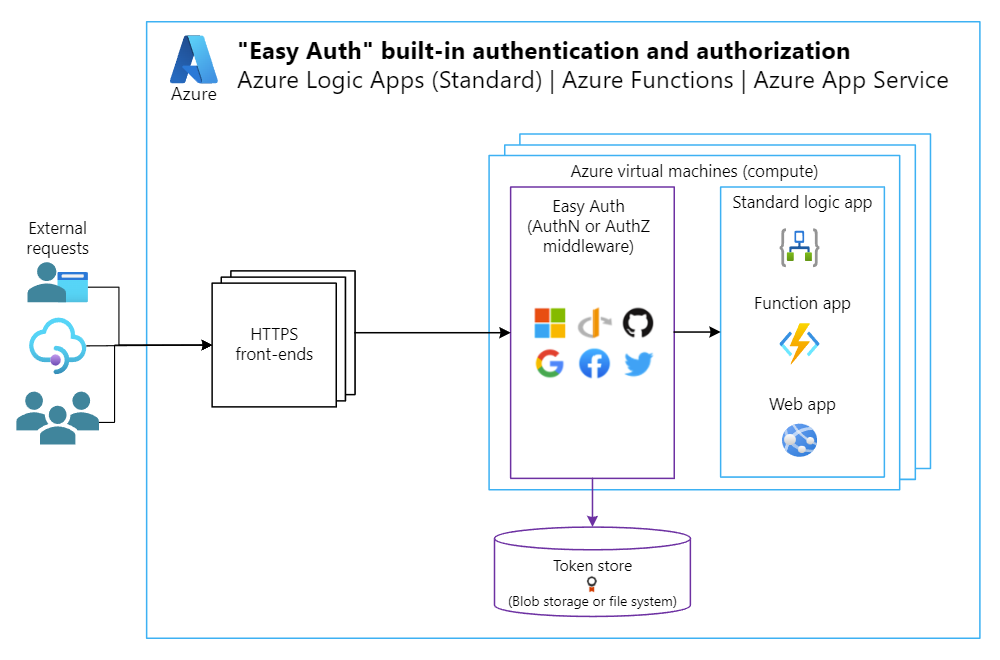 "Easy Auth" built-in authentication and authorization
Azure Logic Apps (Standard) | Azure Functions | Azure App Service
Azure
External
requests
HTTPS
front-ends
Azure virtual machines (compute)
Easy Auth
(AuthN or AuthZ
middleware)
Standard logic app
Function app
Web app
Token store
(Blob storage or file system)